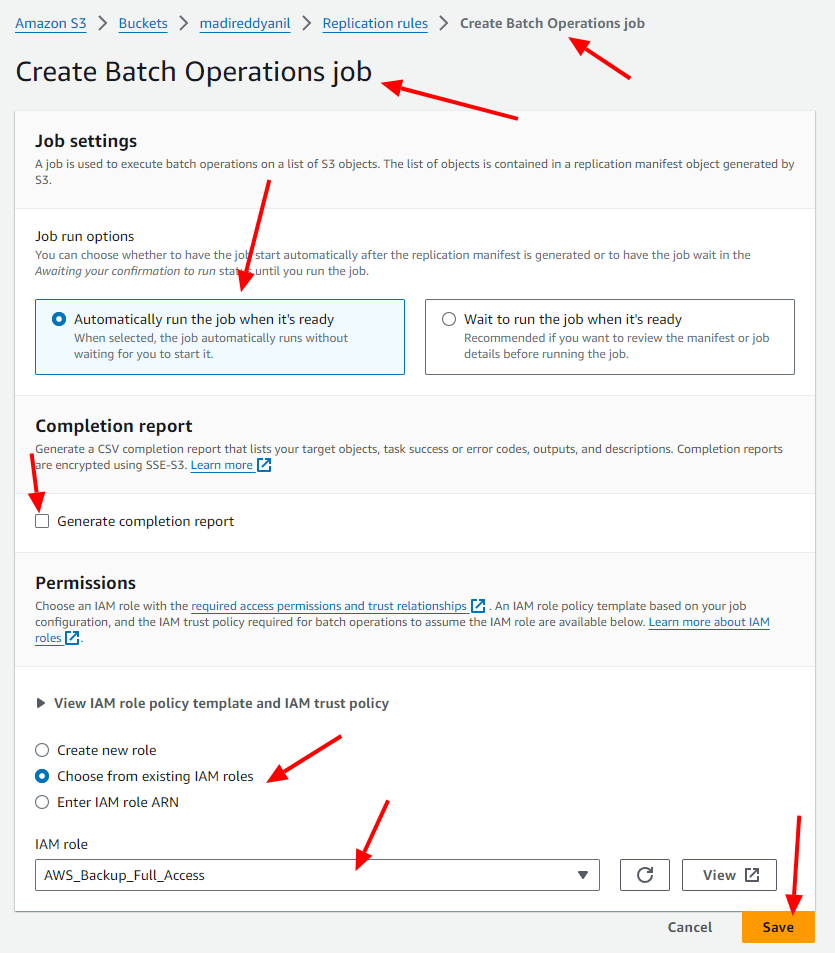 Amazon S3 > Buckets > madireddyanil > Replication rules > Create Batch Operations job
Create Batch Operations job
Job settings
A job is used to execute batch operations on a list of S3 objects. The list of objects is contained in a replication manifest object generated by
S3.
Job run options
You can choose whether to have the job start automatically after the replication manifest is generated or to have the job wait in the
Awaiting your confirmation to run status until you run the job.
Automatically run the job when it's ready
When selected, the job automatically runs without
waiting for you to start it.
Wait to run the job when it's ready
Recommended if you want to review the manifest or job
details before running the job.
Completion report
Generate a CSV completion report that lists your target objects, task success or error codes, outputs, and descriptions. Completion reports
are encrypted using SSE-S3. Learn more
Generate completion report
Permissions
Choose an IAM role with the required access permissions and trust relationships . An IAM role policy template based on your job
configuration, and the IAM trust policy required for batch operations to assume the IAM role are available below. Learn more about IAM
roles .
View IAM role policy template and IAM trust policy
Create new role
Choose from existing IAM roles
Enter IAM role ARN
IAM role
AWS_Backup_Full_Access
View
Cancel
Save